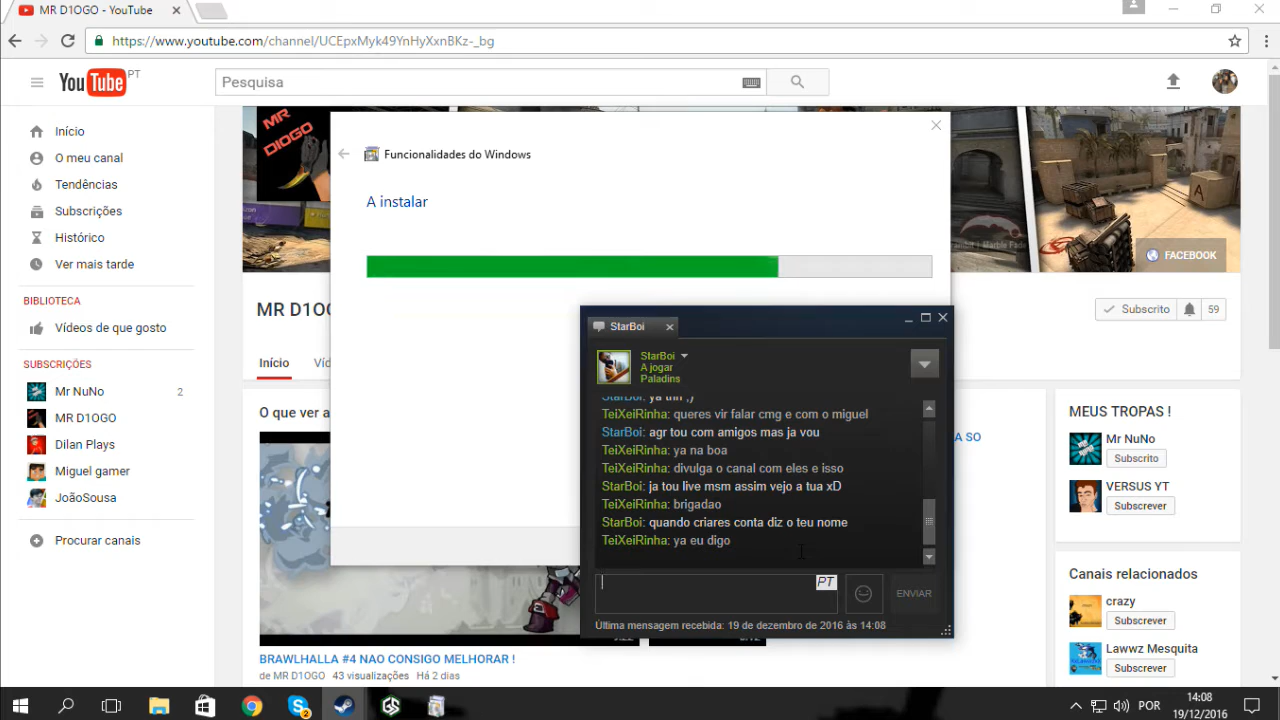 MR D1OGO - YouTube
https://www.youtube.com/channel/UCEpxMyk49YnHyXxnBKz-_bg
YouTube PT
Pesquisa
Início
O meu canal
Tendências
Subscrições
Histórico
Ver mais tarde
BIBLIOTECA
Vídeos de que gosto
SUBSCRIÇÕES
Mr NuNo 2
MR D1OGO
Dilan Plays
Miguel gamer
JoãoSousa
Procurar canais
MR DIOGO
FACEBOOK
MR D1O
Subscrito 59
Início
O que ver a
Funcionalidades do Windows
A instalar
StarBoi
StarBoi
A jogar
Paladins
TeiXeiRinha: queres vir falar cmg e com o miguel
StarBoi: agr tou com amigos mas ja vou
TeiXeiRinha: ya na boa
TeiXeiRinha: divulga o canal com eles e isso
StarBoi: ja tou live msm assim vejo a tua xD
TeiXeiRinha: brigadao
StarBoi: quando criares conta diz o teu nome
TeiXeiRinha: ya eu digo
PT
ENVIAR
Última mensagem recebida: 19 de dezembro de 2016 às 14:08
BRAWLHALLA #4 NAO CONSIGO MELHORAR !
de MR D1OGO 43 visualizações Há 2 dias
A SO
MEUS TROPAS !
Mr NuNo
Subscrito
VERSUS YT
Subscrever
Canais relacionados
crazy
Subscrever
Lawwz Mesquita
Subscrever
2
POR
14:08
19/12/2016